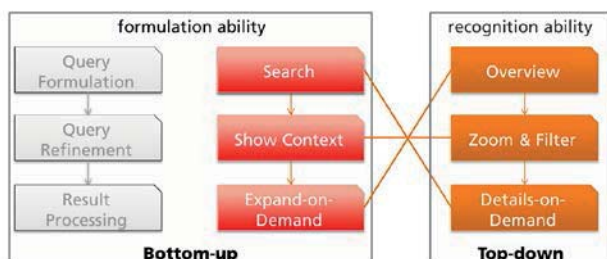 formulation ability
Query
Formulation
Query
Refinement
Result
Processing
Search
Show Context
Expand-on-
Demand
Bottom-up
recognition ability
Overview
Zoom & Filter
Details-on-
Demand
Top-down